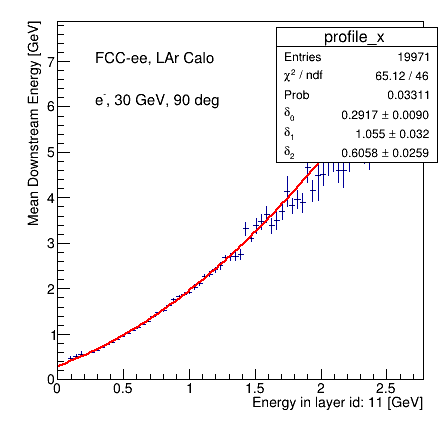 profile_x
Entries 19971
χ² / ndf 65.12 / 46
Prob 0.03311
δ₀ 0.2917 ± 0.0090
δ₁ 1.055 ± 0.032
δ₂ 0.6058 ± 0.0259
FCC-ee, LAr Calo
e⁻, 30 GeV, 90 deg
Mean Downstream Energy [GeV]
7
6
5
4
3
2
1
0
0 0.5 1 1.5 2 2.5
Energy in layer id: 11 [GeV]